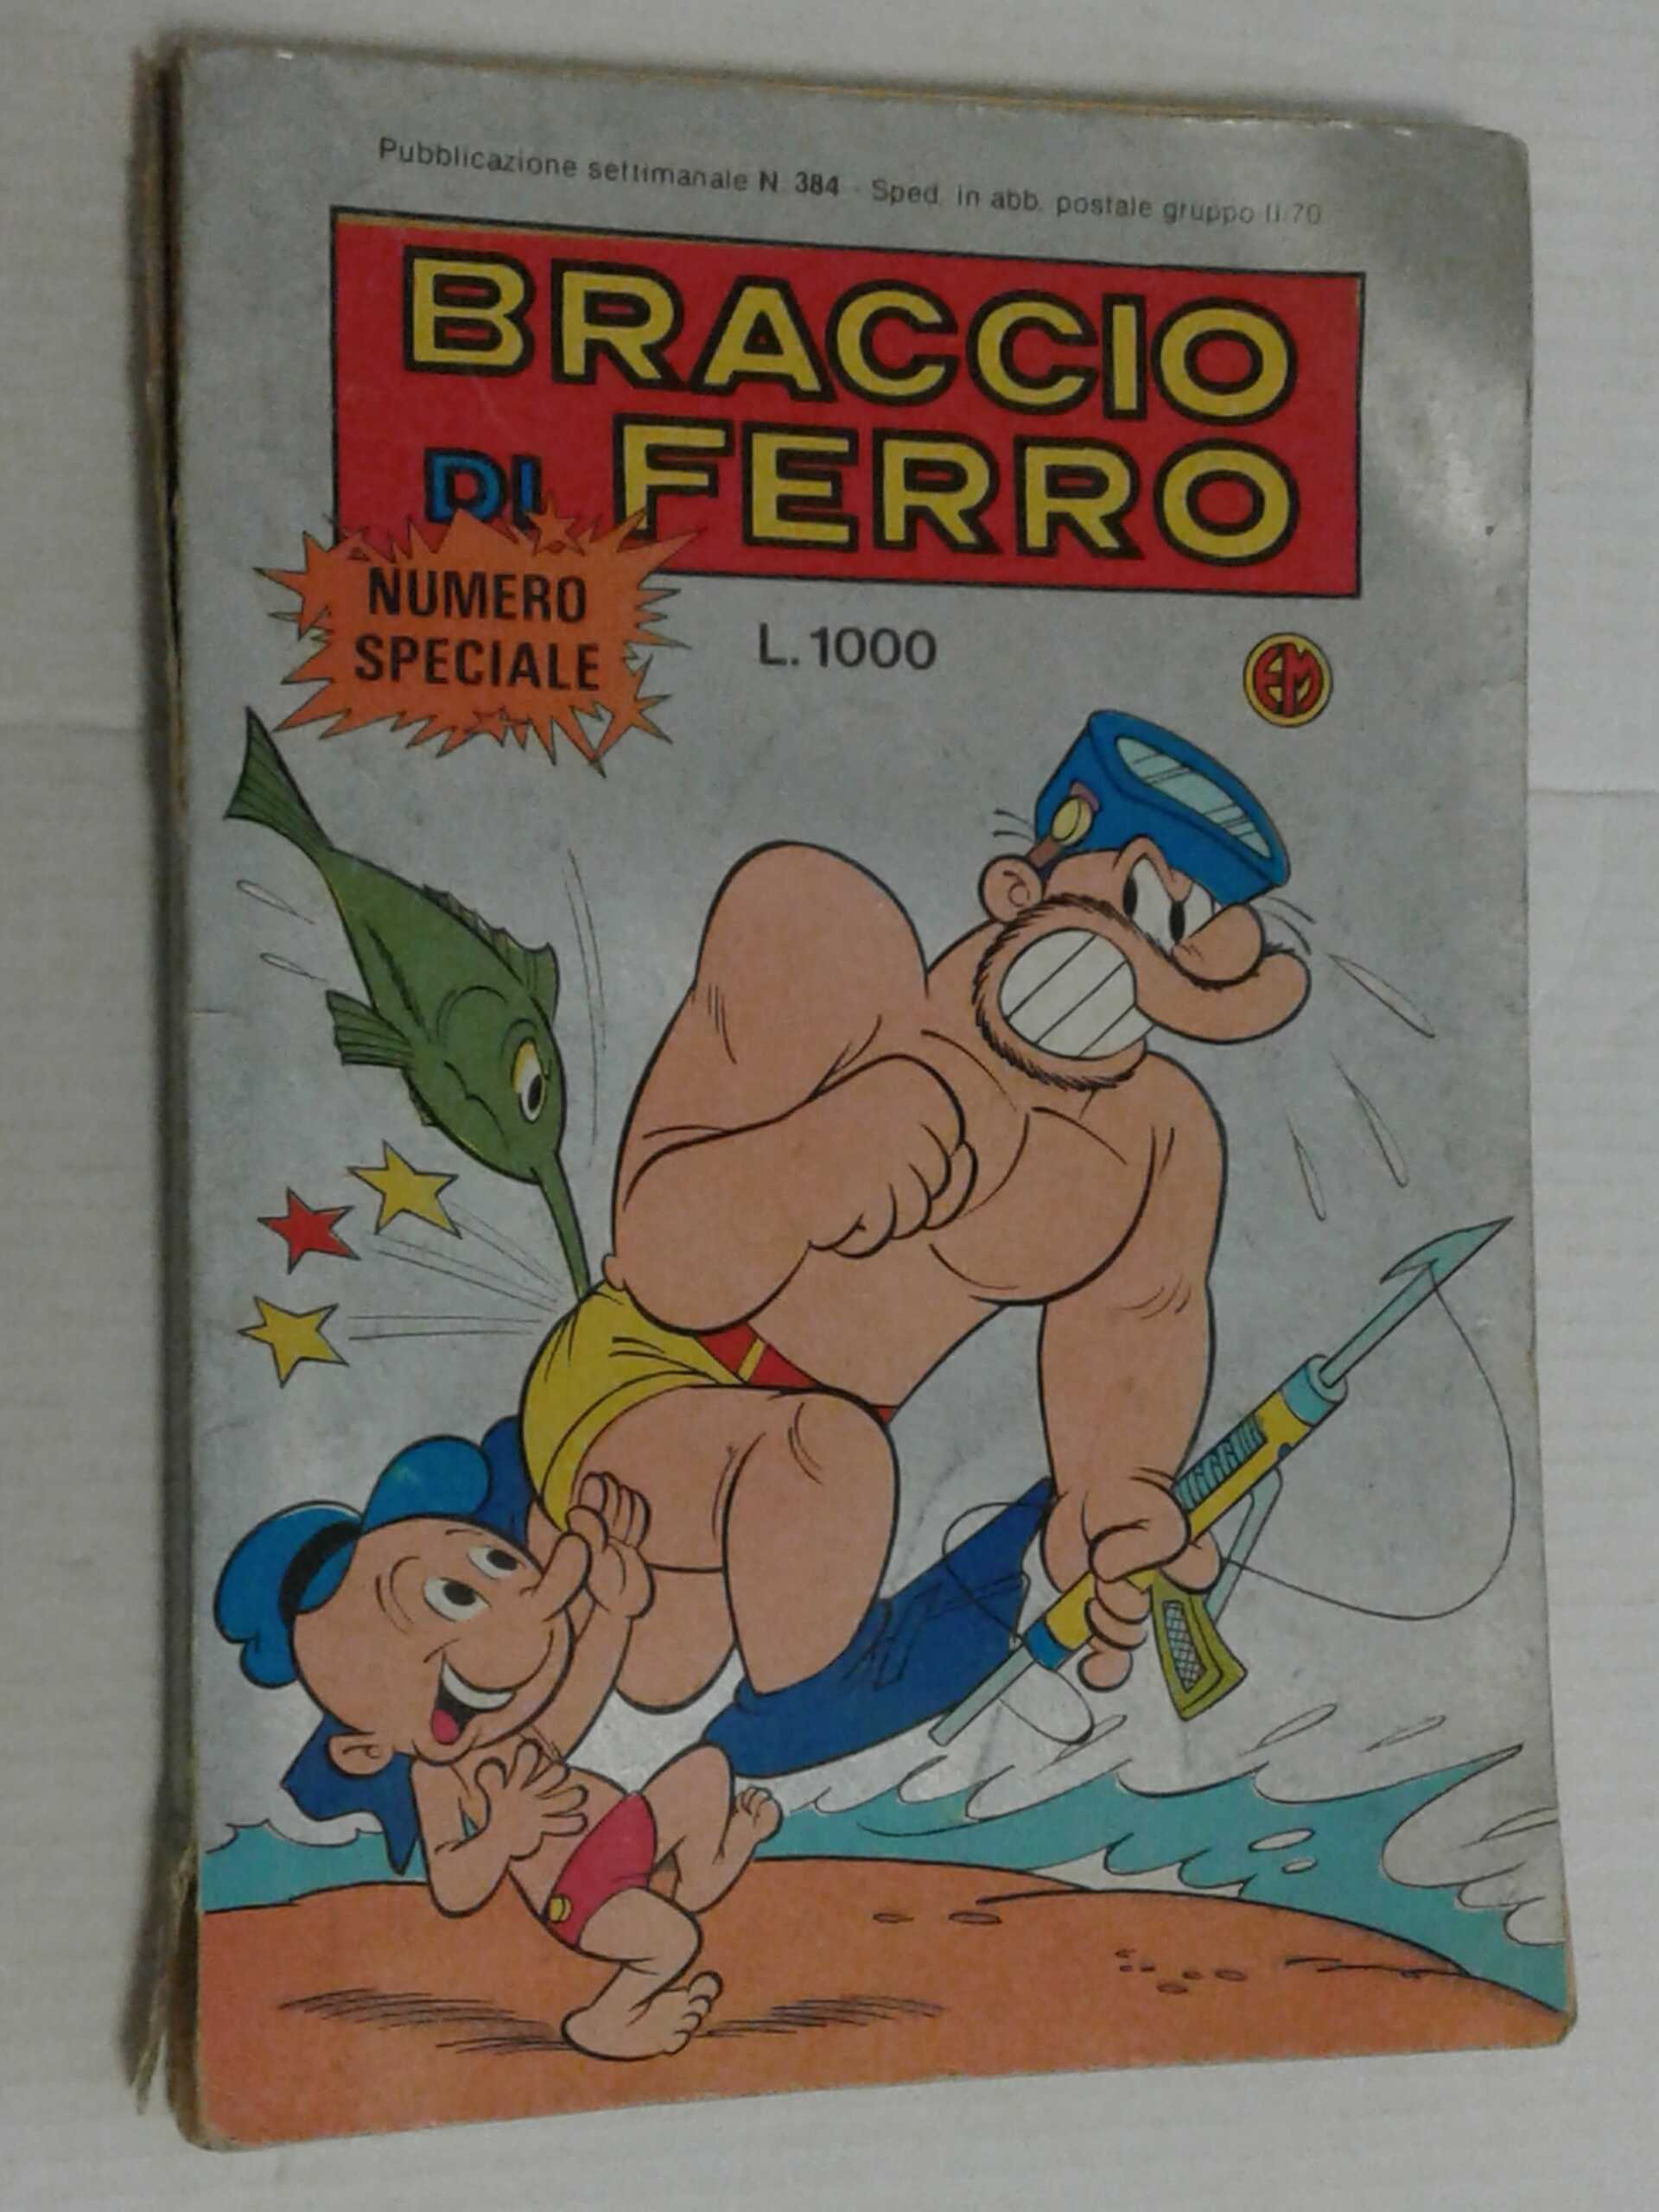 Pubblicazione settimanale N. 384 - Sped. in abb. postale gruppo II/70
BRACCIO
DI FERRO
NUMERO
SPECIALE
L. 1000
EM